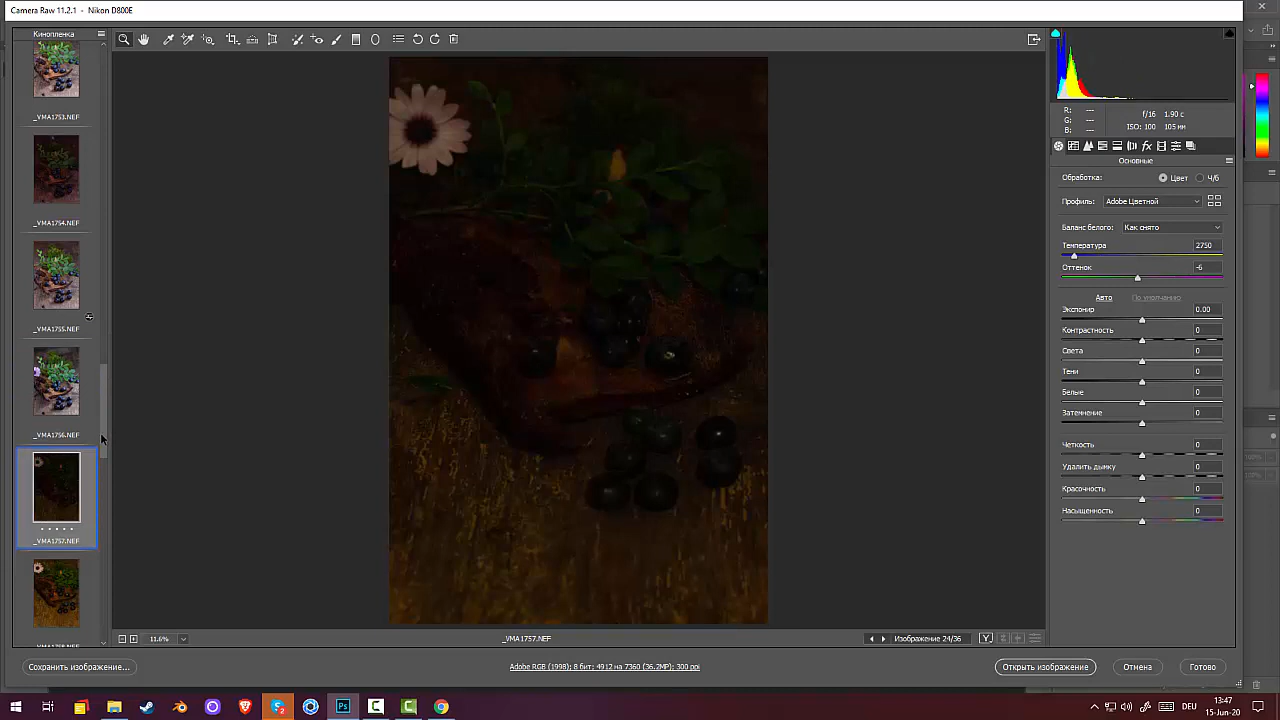 Camera Raw 11.2.1 - Nikon D800E
Кинопленка
_VMA1753.NEF
_VMA1754.NEF
_VMA1755.NEF
_VMA1756.NEF
_VMA1757.NEF
R: ---
G: ---
B: ---
f/16 1.90 с
ISO: 100 105 мм
Основные
Обработка: Цвет Ч/б
Профиль: Adobe Цветной
Баланс белого: Как снято
Температура 2750
Оттенок -6
Авто По умолчанию
Экспонир 0.00
Контрастность 0
Света 0
Тени 0
Белые 0
Затемнение 0
Четкость 0
Удалить дымку 0
Красочность 0
Насыщенность 0
11.6% _VMA1757.NEF Изображение 24/36 Y
Сохранить изображение... Adobe RGB (1998); 8 бит; 4912 на 7360 (36.2MP); 300 ppi Открыть изображение Отмена Готово
Ps 2 C C DEU 13:47
15-Jun-20